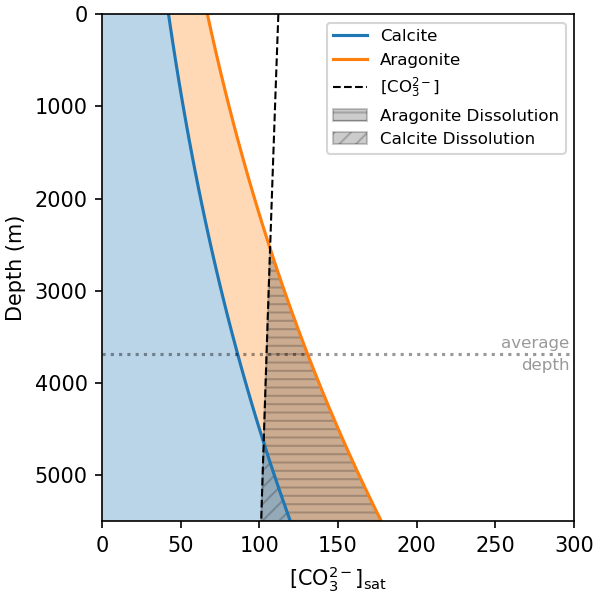 Calcite
Aragonite
[CO₃²⁻]
Aragonite Dissolution
Calcite Dissolution
0
1000
2000
3000
4000
5000
Depth (m)
average
depth
0 50 100 150 200 250 300
[CO₃²⁻]sat